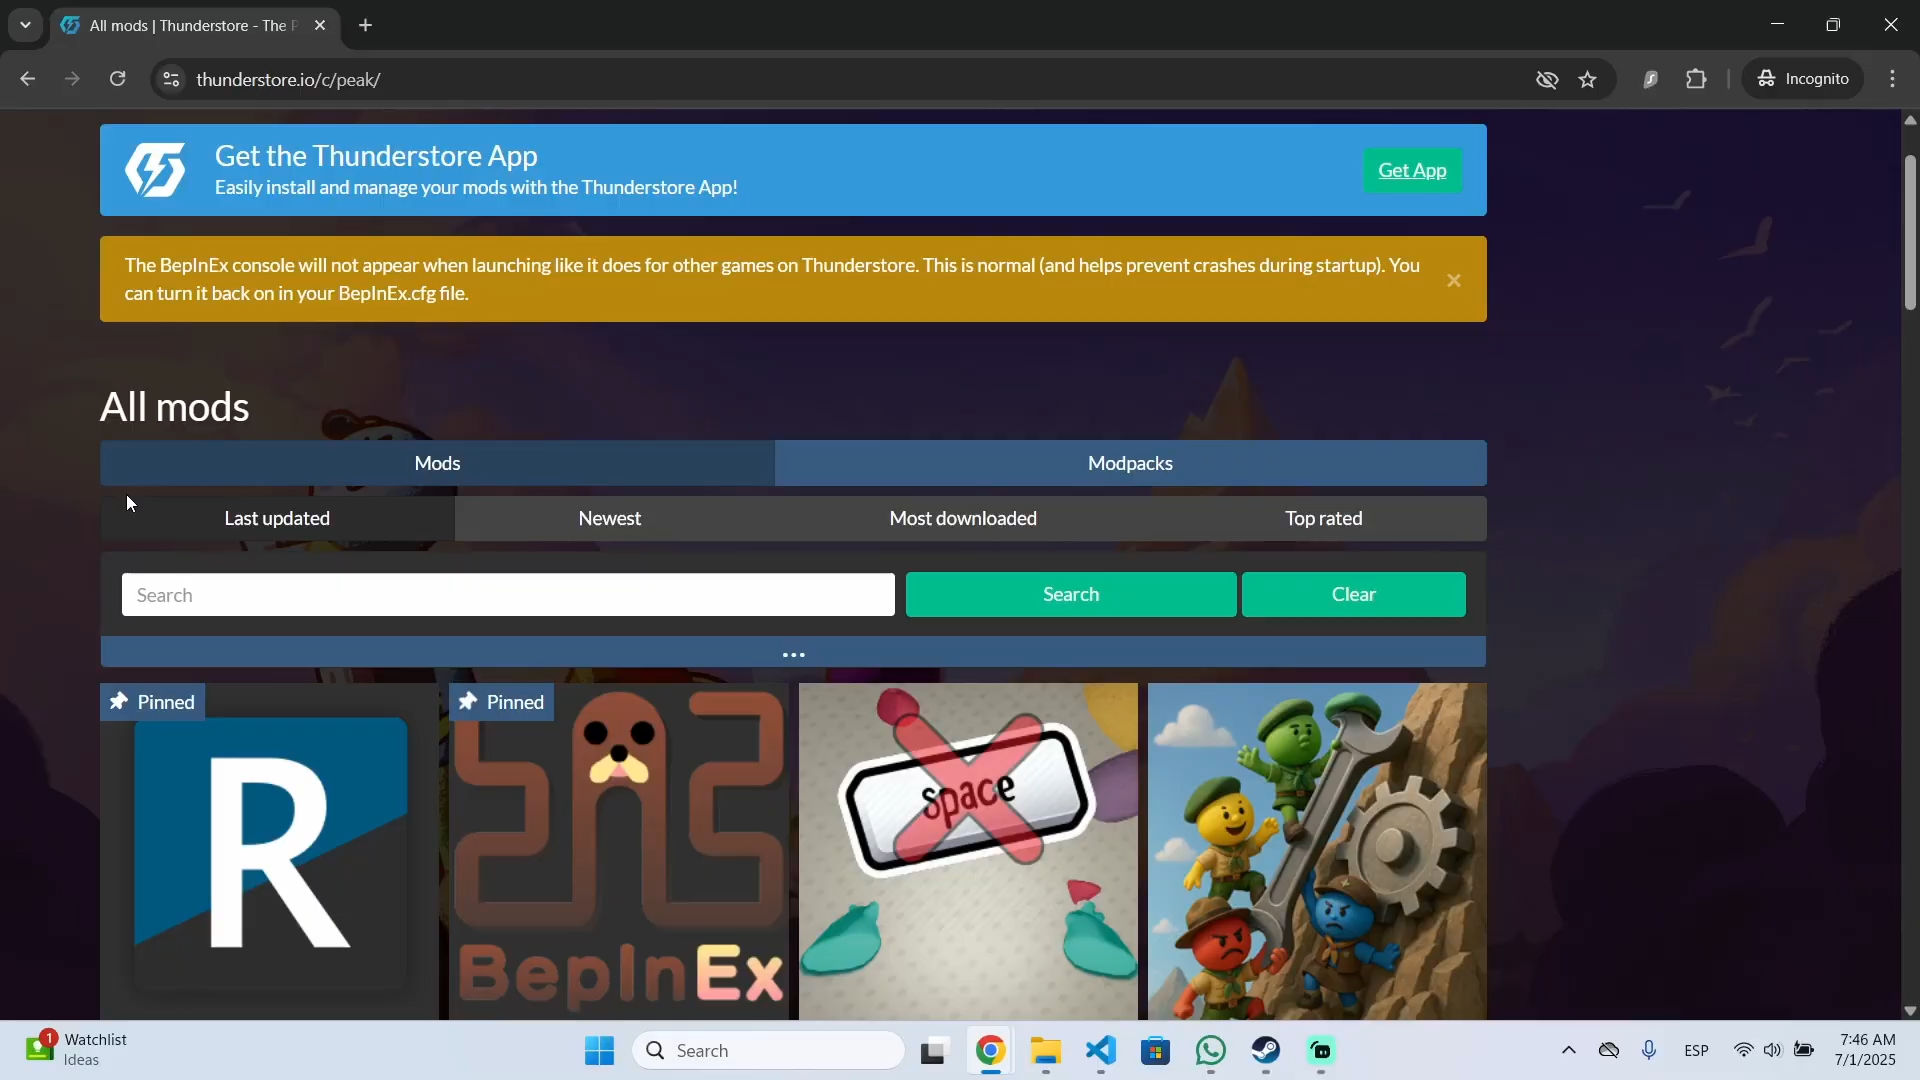 All mods | Thunderstore - The P
thunderstore.io/c/peak/
Incognito
Get the Thunderstore App
Easily install and manage your mods with the Thunderstore App!
Get App
The BepInEx console will not appear when launching like it does for other games on Thunderstore. This is normal (and helps prevent crashes during startup). You
can turn it back on in your BepInEx.cfg file.
All mods
Mods
Modpacks
Last updated
Newest
Most downloaded
Top rated
Search
Search
Clear
...
Pinned
Pinned
R
space
BepInEx
1
Watchlist
Ideas
Search
ESP
7:46 AM
7/1/2025